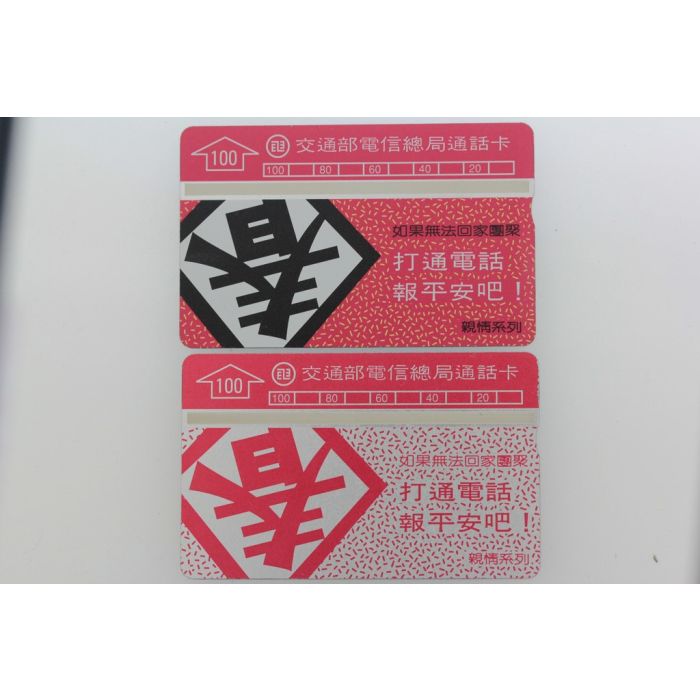 100 交通部電信總局通話卡
100 80 60 40 20
春
如果無法回家團聚
打通電話
報平安吧！
親情系列
100 交通部電信總局通話卡
100 80 60 40 20
春
如果無法回家團聚
打通電話
報平安吧！
親情系列